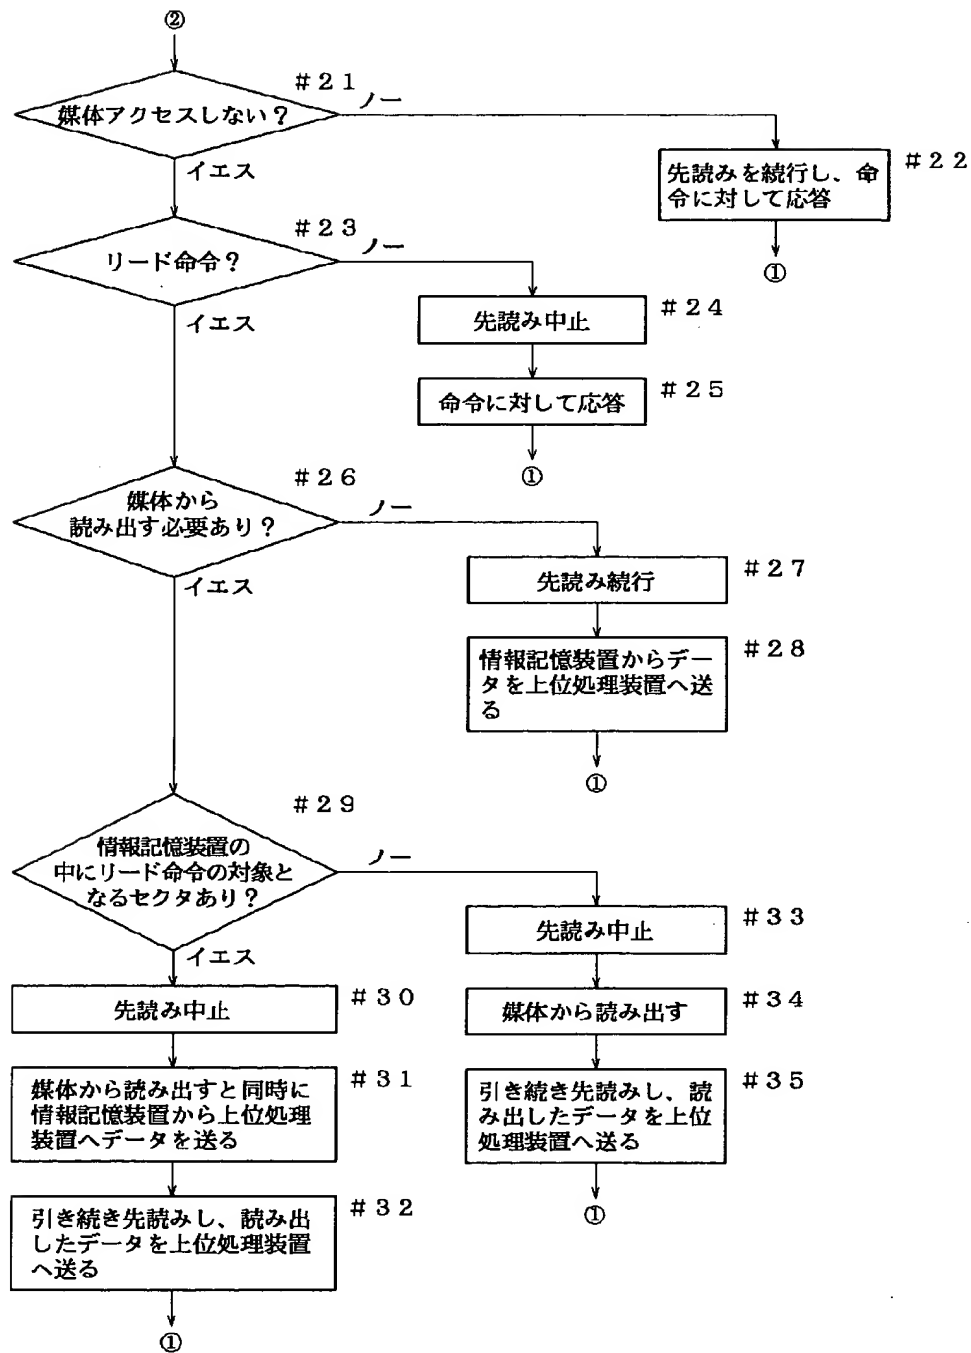 ②
#21
媒体アクセスしない？
ノー
イエス
先読みを続行し、命
令に対して応答
#22
①
#23
リード命令？
ノー
イエス
先読み中止
#24
命令に対して応答
#25
①
#26
媒体から
読み出す必要あり？
ノー
イエス
先読み続行
#27
情報記憶装置からデー
タを上位処理装置へ送
る
#28
①
#29
情報記憶装置の
中にリード命令の対象と
なるセクタあり？
ノー
イエス
先読み中止
#33
媒体から読み出す
#34
引き続き先読みし、読
み出したデータを上位
処理装置へ送る
#35
①
先読み中止
#30
媒体から読み出すと同時に
情報記憶装置から上位処理
装置へデータを送る
#31
引き続き先読みし、読み出
したデータを上位処理装置
へ送る
#32
①